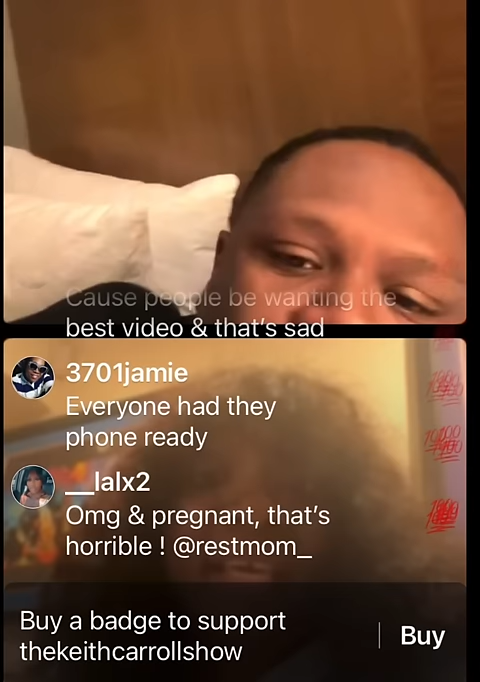 Cause people be wanting the
best video & that's sad
3701jamie
Everyone had they
phone ready
__lalx2
Omg & pregnant, that's
horrible ! @restmom_
Buy a badge to support
thekeithcarrollshow
Buy